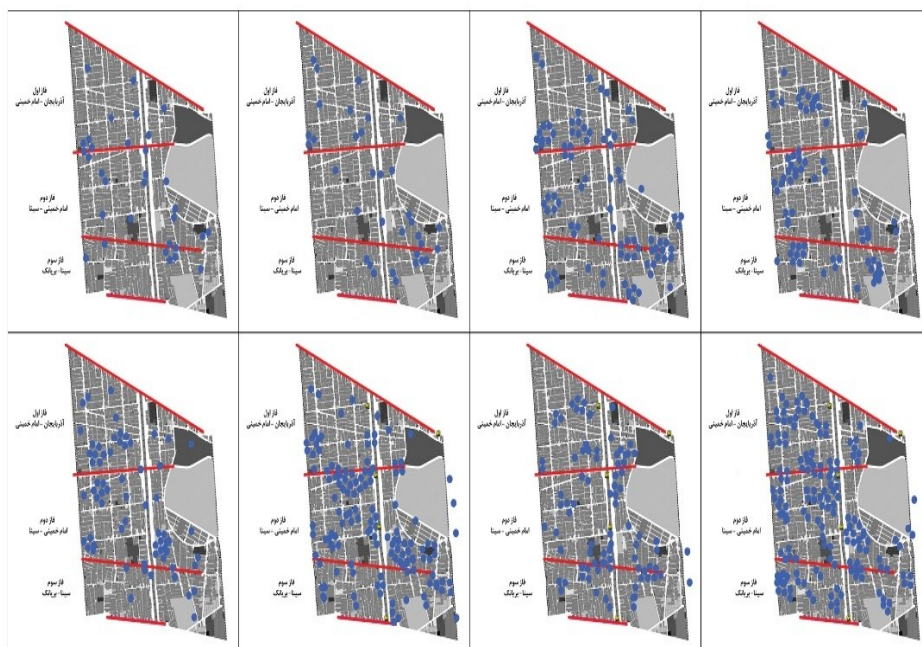 فاز اول
آذربایجان - امام خمینی
فاز دوم
امام خمینی - سینا
فاز سوم
سینا - بریانک
فاز اول
آذربایجان - امام خمینی
فاز دوم
امام خمینی - سینا
فاز سوم
سینا - بریانک
فاز اول
آذربایجان - امام خمینی
فاز دوم
امام خمینی - سینا
فاز سوم
سینا - بریانک
فاز اول
آذربایجان - امام خمینی
فاز دوم
امام خمینی - سینا
فاز سوم
سینا - بریانک
فاز اول
آذربایجان - امام خمینی
فاز دوم
امام خمینی - سینا
فاز سوم
سینا - بریانک
فاز اول
آذربایجان - امام خمینی
فاز دوم
امام خمینی - سینا
فاز سوم
سینا - بریانک
فاز اول
آذربایجان - امام خمینی
فاز دوم
امام خمینی - سینا
فاز سوم
سینا - بریانک
فاز اول
آذربایجان - امام خمینی
فاز دوم
امام خمینی - سینا
فاز سوم
سینا - بریانک